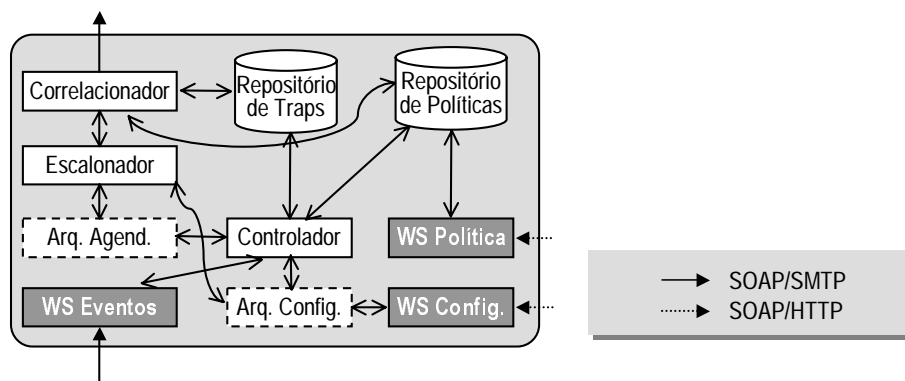 Correlacionador
Repositório
de Traps
Repositório
de Políticas
Escalonador
Arq. Agend.
Controlador
WS Política
WS Eventos
Arq. Config.
WS Config.
SOAP/SMTP
SOAP/HTTP